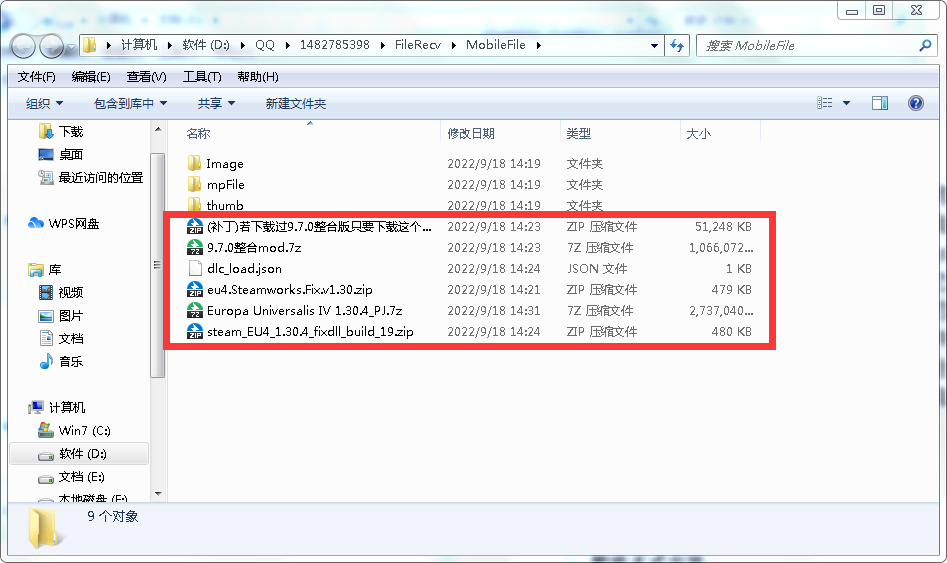 计算机 软件 (D:) QQ 1482785398 FileRecv MobileFile 搜索 MobileFile
文件(F) 编辑(E) 查看(V) 工具(T) 帮助(H)
组织 包含到库中 共享 新建文件夹
下载
桌面
最近访问的位置
WPS网盘
库
视频
图片
文档
音乐
计算机
Win7 (C:)
软件 (D:)
文档 (E:)
本地磁盘 (F:)
名称 修改日期 类型 大小
Image 2022/9/18 14:19 文件夹
mpFile 2022/9/18 14:19 文件夹
thumb 2022/9/18 14:19 文件夹
(补丁)若下载过9.7.0整合版只要下载这个... 2022/9/18 14:23 ZIP 压缩文件 51,248 KB
9.7.0整合mod.7z 2022/9/18 14:23 7Z 压缩文件 1,066,072...
dlc_load.json 2022/9/18 14:24 JSON 文件 1 KB
eu4.Steamworks.Fix.v1.30.zip 2022/9/18 14:21 ZIP 压缩文件 479 KB
Europa Universalis IV 1.30.4_PJ.7z 2022/9/18 14:31 7Z 压缩文件 2,737,040...
steam_EU4_1.30.4_fixdll_build_19.zip 2022/9/18 14:24 ZIP 压缩文件 480 KB
9 个对象